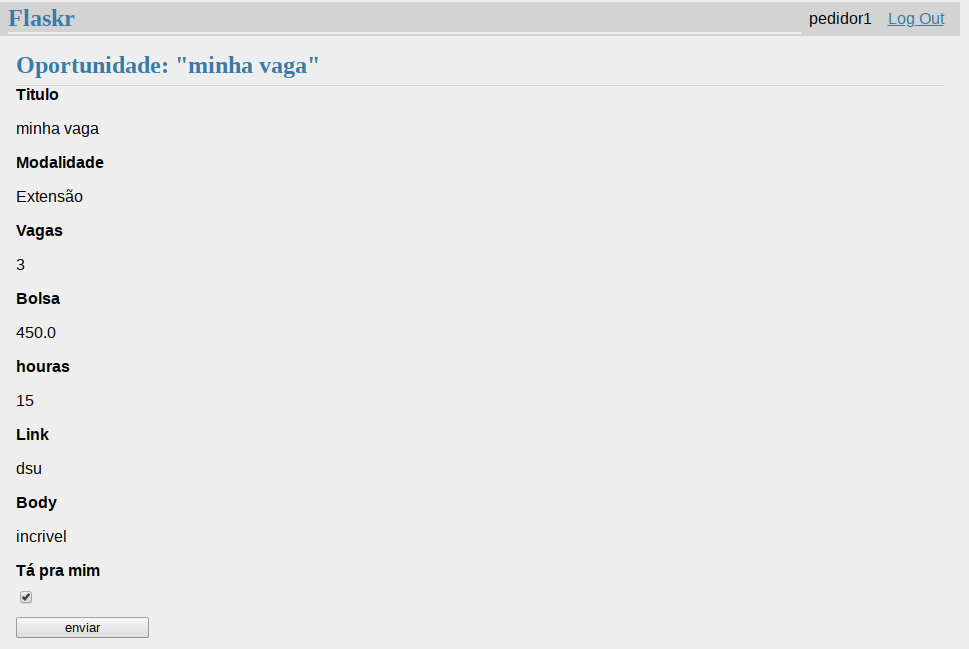 Flaskr
pedidor1 Log Out
Oportunidade: "minha vaga"
Titulo
minha vaga
Modalidade
Extensão
Vagas
3
Bolsa
450.0
houras
15
Link
dsu
Body
incrivel
Tá pra mim
enviar